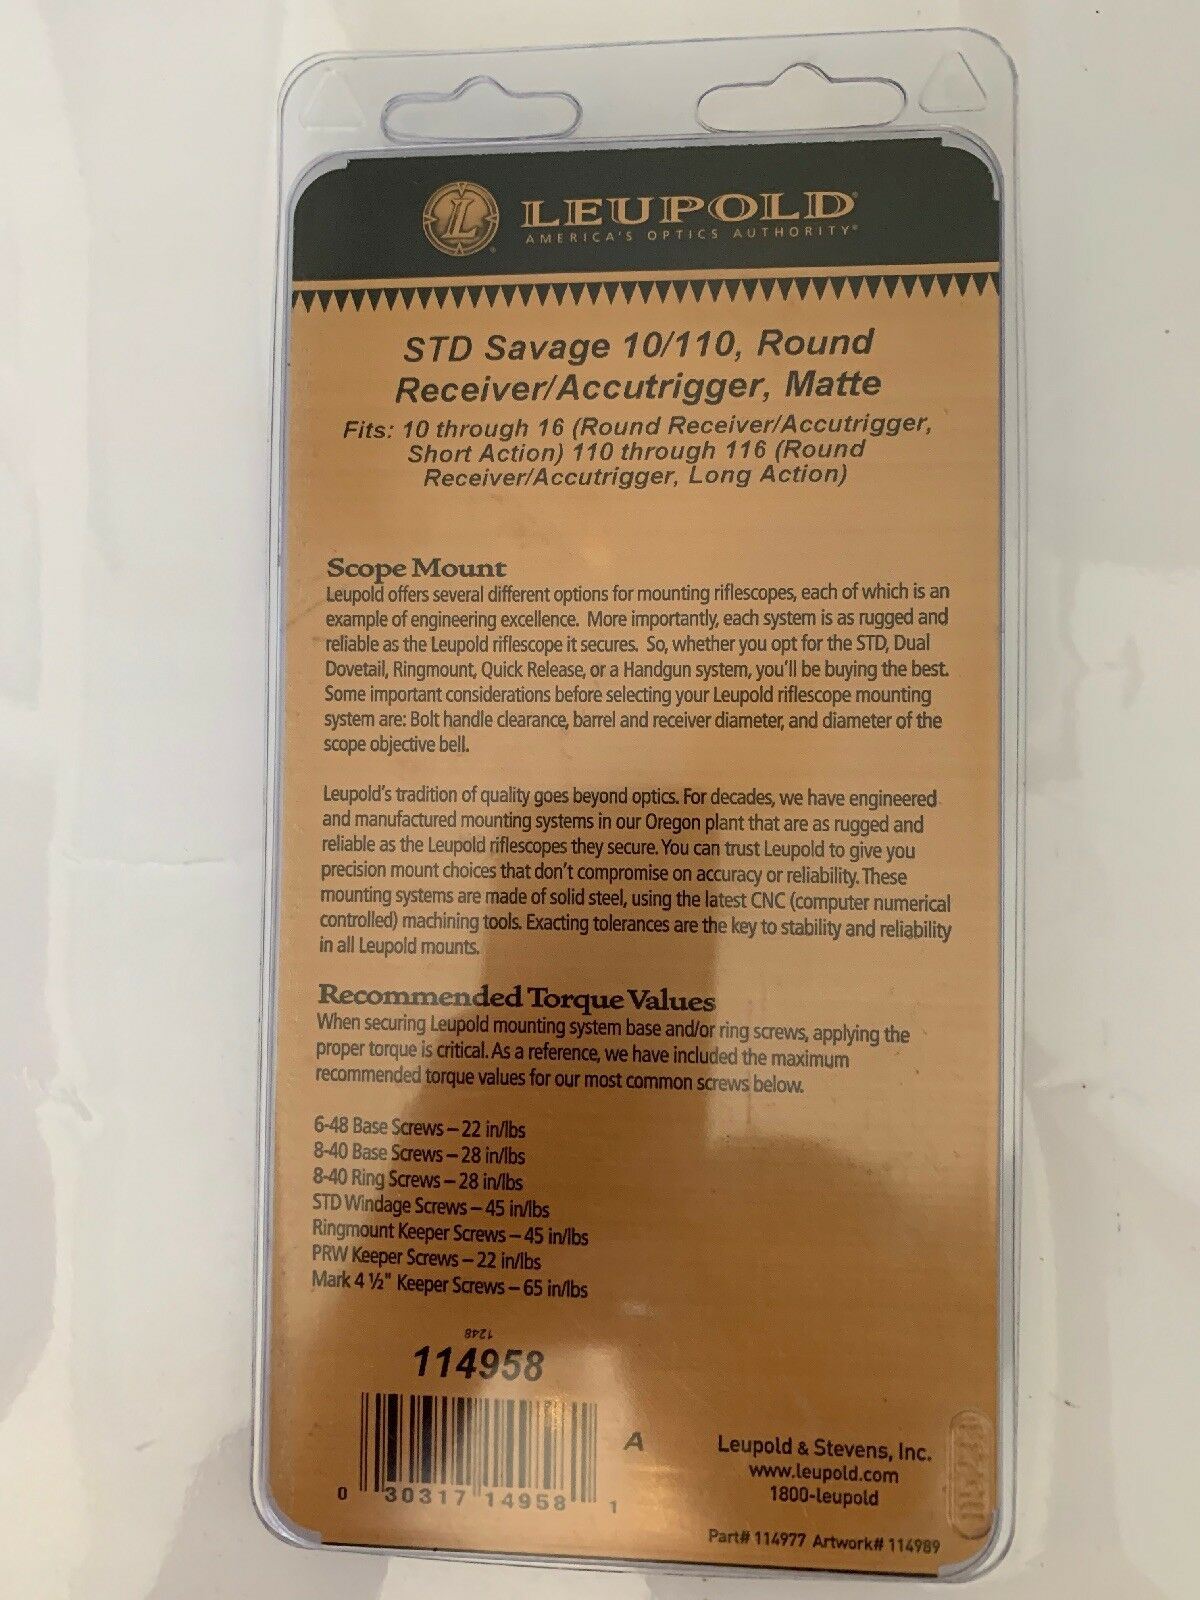 LEUPOLD®
AMERICA'S OPTICS AUTHORITY®
STD Savage 10/110, Round
Receiver/Accutrigger, Matte
Fits: 10 through 16 (Round Receiver/Accutrigger,
Short Action) 110 through 116 (Round
Receiver/Accutrigger, Long Action)
Scope Mount
Leupold offers several different options for mounting riflescopes, each of which is an
example of engineering excellence. More importantly, each system is as rugged and
reliable as the Leupold riflescope it secures. So, whether you opt for the STD, Dual
Dovetail, Ringmount, Quick Release, or a Handgun system, you'll be buying the best.
Some important considerations before selecting your Leupold riflescope mounting
system are: Bolt handle clearance, barrel and receiver diameter, and diameter of the
scope objective bell.
Leupold's tradition of quality goes beyond optics. For decades, we have engineered
and manufactured mounting systems in our Oregon plant that are as rugged and
reliable as the Leupold riflescopes they secure. You can trust Leupold to give you
precision mount choices that don't compromise on accuracy or reliability. These
mounting systems are made of solid steel, using the latest CNC (computer numerical
controlled) machining tools. Exacting tolerances are the key to stability and reliability
in all Leupold mounts.
Recommended Torque Values
When securing Leupold mounting system base and/or ring screws, applying the
proper torque is critical. As a reference, we have included the maximum
recommended torque values for our most common screws below.
6-48 Base Screws – 22 in/lbs
8-40 Base Screws – 28 in/lbs
8-40 Ring Screws – 28 in/lbs
STD Windage Screws – 45 in/lbs
Ringmount Keeper Screws – 45 in/lbs
PRW Keeper Screws – 22 in/lbs
Mark 4 ½" Keeper Screws – 65 in/lbs
1248
114958
A
0 30317 14958 1
Leupold & Stevens, Inc.
www.leupold.com
1800-leupold
Part# 114977 Artwork# 114989